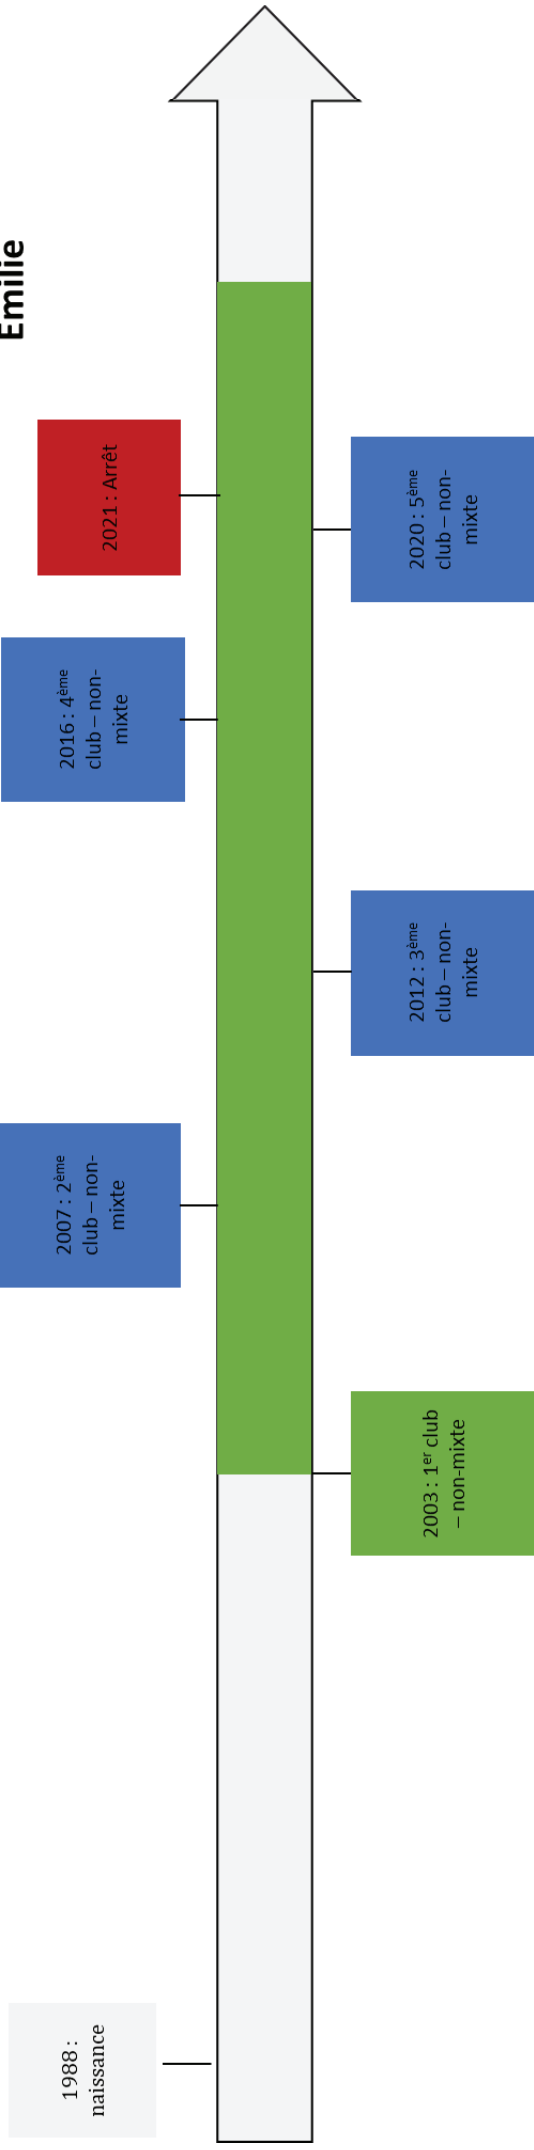 Emilie
1988 :
naissance
2003 : 1er club
– non-mixte
2007 : 2ème
club – non-
mixte
2012 : 3ème
club – non-
mixte
2016 : 4ème
club – non-
mixte
2020 : 5ème
club – non-
mixte
2021 : Arrêt